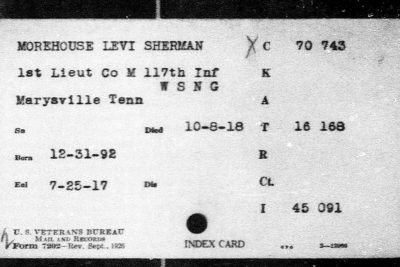 MOREHOUSE LEVI SHERMAN X C 70 743
1st Lieut Co M 117th Inf K
W S N G
Marysville Tenn A
Sn Died 10-8-18 T 16 168
Born 12-31-92 R
Enl 7-25-17 Dis Ct.
I 45 091
U. S. VETERANS BUREAU
MAIL AND RECORDS
Form 7202—Rev. Sept., 1926 INDEX CARD